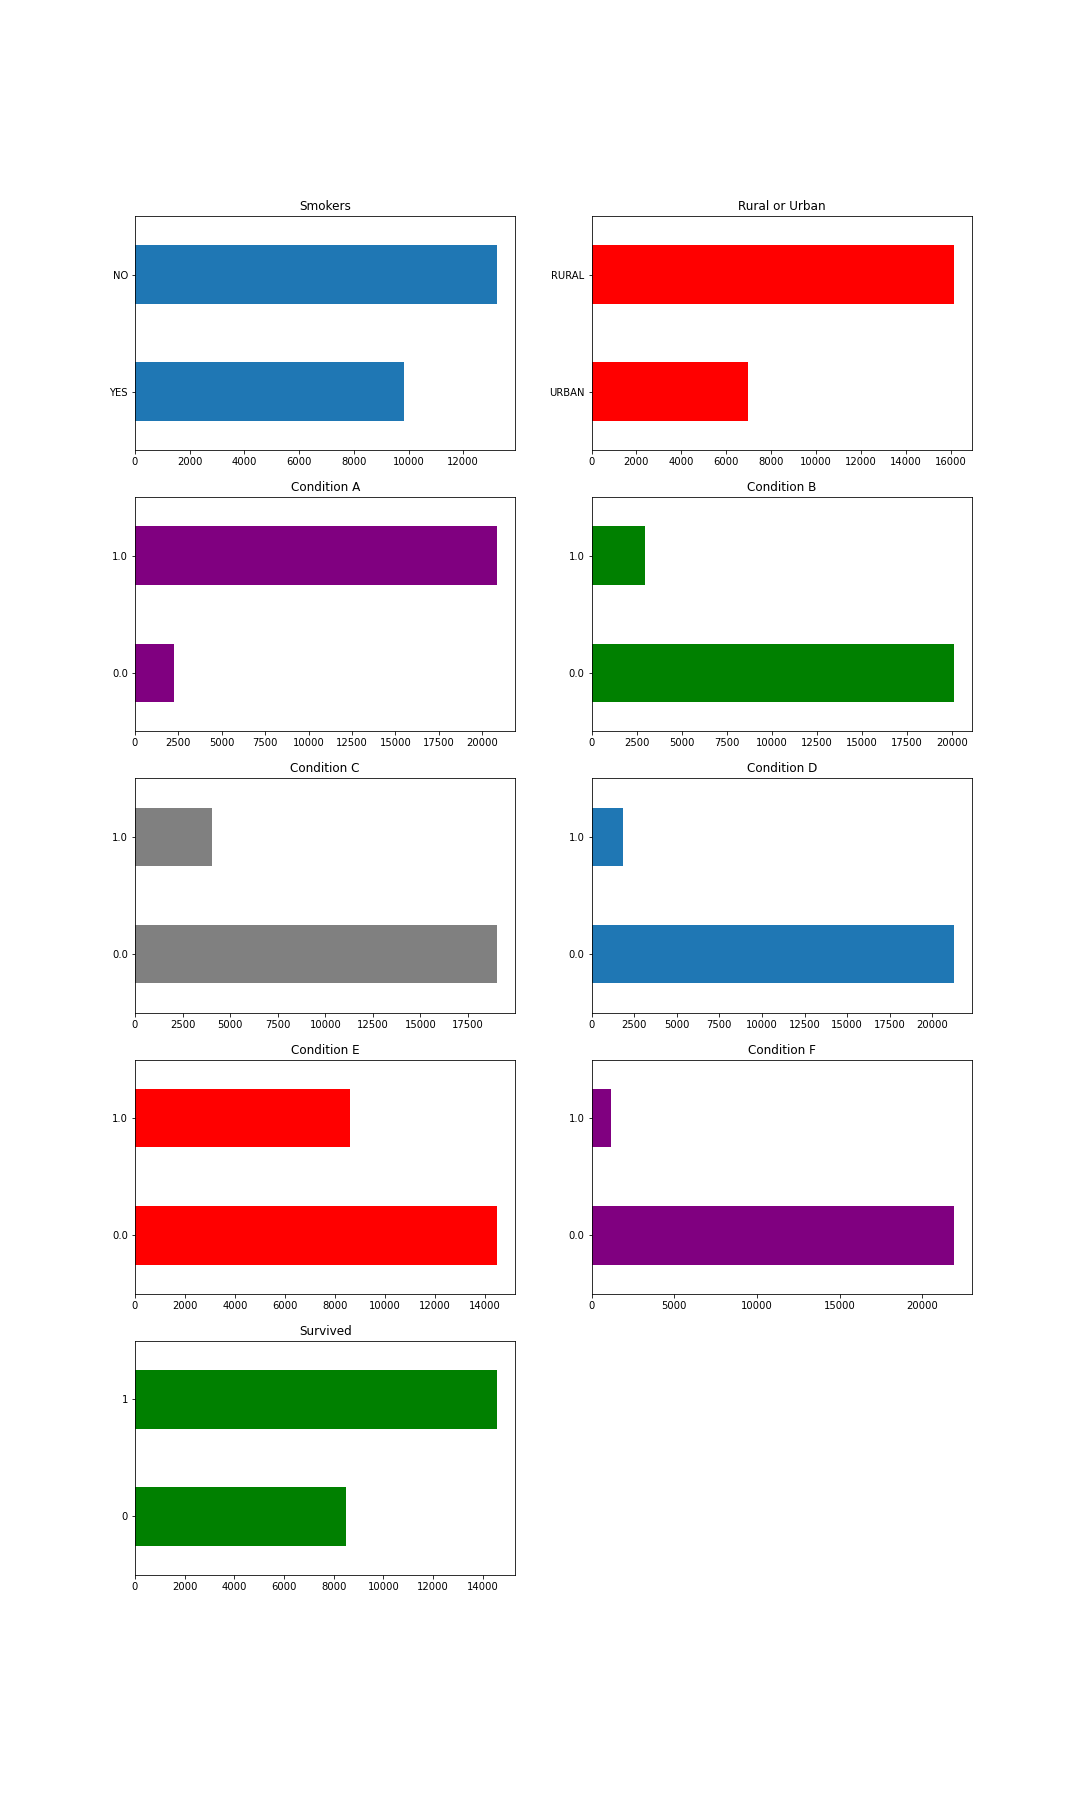 Smokers
NO
YES
0 2000 4000 6000 8000 10000 12000
Rural or Urban
RURAL
URBAN
0 2000 4000 6000 8000 10000 12000 14000 16000
Condition A
1.0
0.0
0 2500 5000 7500 10000 12500 15000 17500 20000
Condition B
1.0
0.0
0 2500 5000 7500 10000 12500 15000 17500 20000
Condition C
1.0
0.0
0 2500 5000 7500 10000 12500 15000 17500
Condition D
1.0
0.0
0 2500 5000 7500 10000 12500 15000 17500 20000
Condition E
1.0
0.0
0 2000 4000 6000 8000 10000 12000 14000
Condition F
1.0
0.0
0 5000 10000 15000 20000
Survived
1
0
0 2000 4000 6000 8000 10000 12000 14000